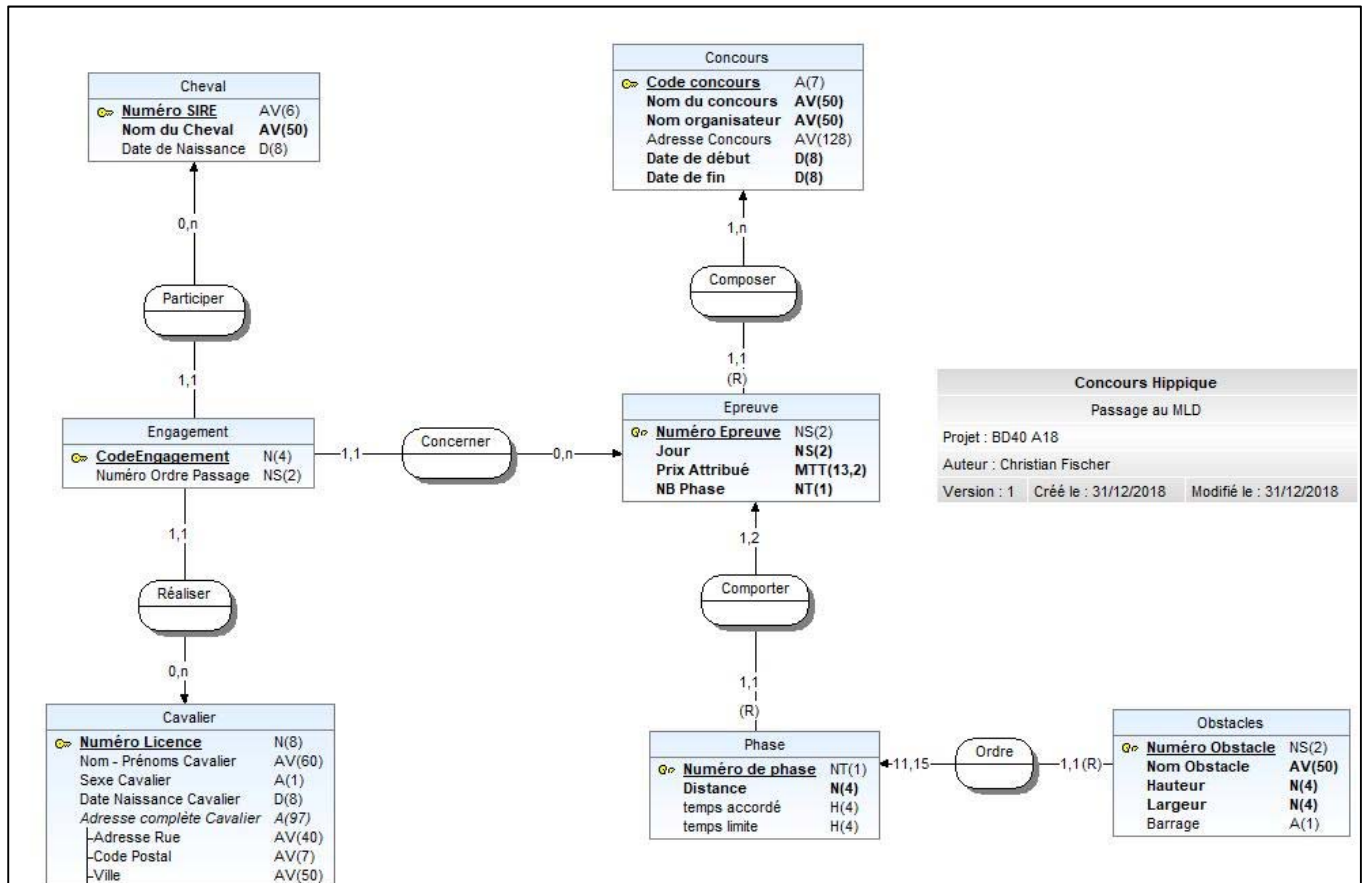 Concours
Code concours A(7)
Nom du concours AV(50)
Nom organisateur AV(50)
Adresse Concours AV(128)
Date de début D(8)
Date de fin D(8)
Cheval
Numéro SIRE AV(6)
Nom du Cheval AV(50)
Date de Naissance D(8)
0,n
1,n
Participer
Composer
1,1
1,1
(R)
Engagement
CodeEngagement N(4)
Numéro Ordre Passage NS(2)
1,1
Concerner
0,n
Epreuve
Numéro Epreuve NS(2)
Jour NS(2)
Prix Attribué MTT(13,2)
NB Phase NT(1)
Concours Hippique
Passage au MLD
Projet : BD40 A18
Auteur : Christian Fischer
Version : 1 Créé le : 31/12/2018 Modifié le : 31/12/2018
1,1
1,2
Réaliser
Comporter
0,n
1,1
(R)
Cavalier
Numéro Licence N(8)
Nom - Prénoms Cavalier AV(60)
Sexe Cavalier A(1)
Date Naissance Cavalier D(8)
Adresse complète Cavalier A(97)
Adresse Rue AV(40)
Code Postal AV(7)
Ville AV(50)
Phase
Numéro de phase NT(1)
Distance N(4)
temps accordé H(4)
temps limite H(4)
11,15
Ordre
1,1(R)
Obstacles
Numéro Obstacle NS(2)
Nom Obstacle AV(50)
Hauteur N(4)
Largeur N(4)
Barrage A(1)